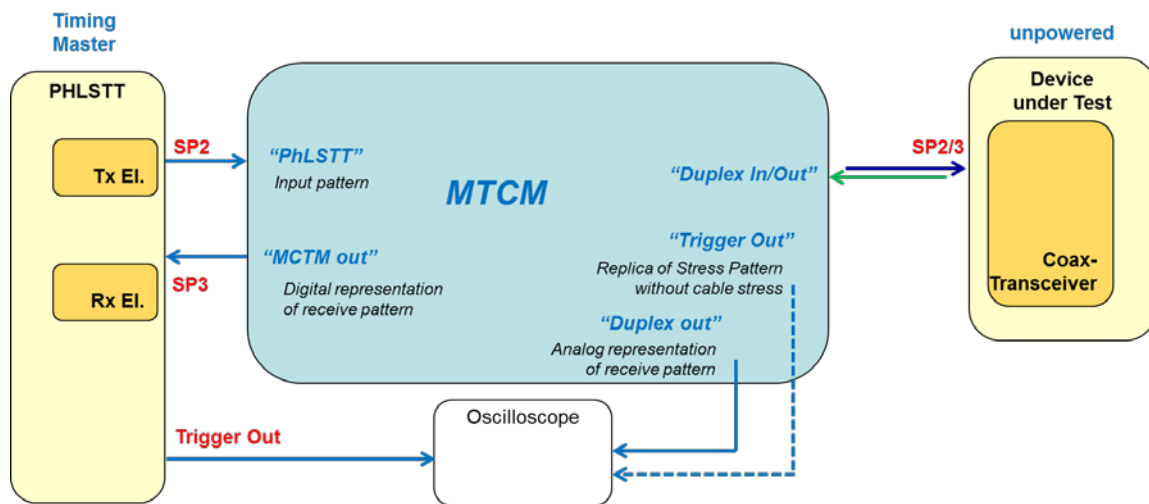 Timing
Master
PHLSTT
Tx El.
SP2
Rx El.
SP3
Trigger Out
“PhLSTT”
Input pattern
MTCM
“MCTM out”
Digital representation
of receive pattern
“Duplex In/Out”
“Trigger Out”
Replica of Stress Pattern
without cable stress
“Duplex out”
Analog representation
of receive pattern
Oscilloscope
SP2/3
unpowered
Device
under Test
Coax-
Transceiver